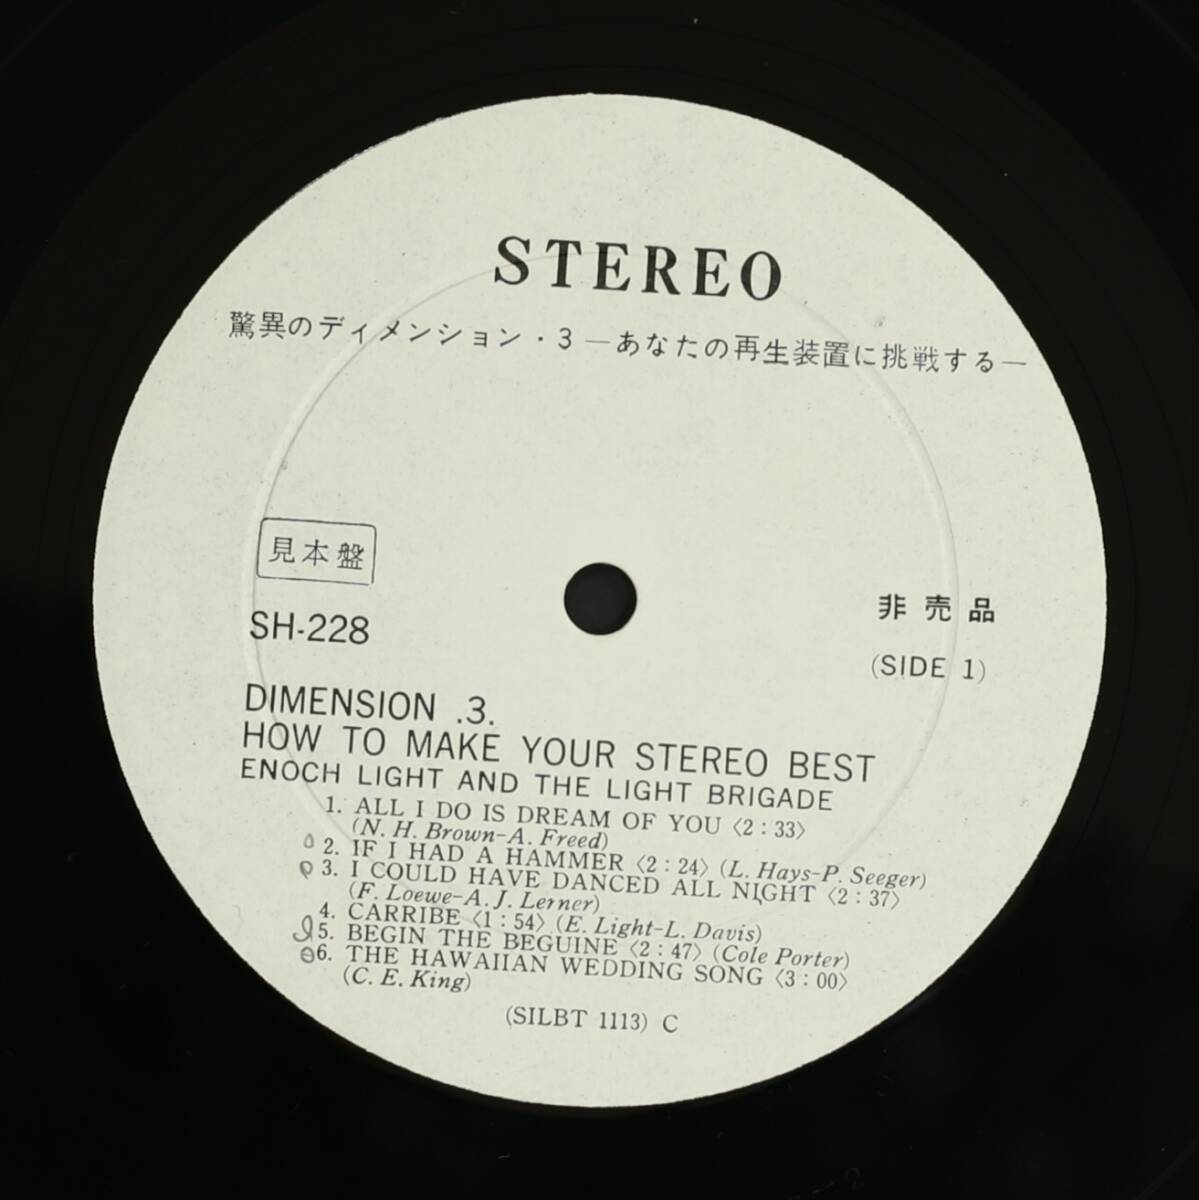 STEREO
驚異のディメンション・3 ―あなたの再生装置に挑戦する―
見本盤
SH-228
非売品
(SIDE 1)
DIMENSION .3.
HOW TO MAKE YOUR STEREO BEST
ENOCH LIGHT AND THE LIGHT BRIGADE
1. ALL I DO IS DREAM OF YOU 〈2:33〉
(N. H. Brown-A. Freed)
2. IF I HAD A HAMMER 〈2:24〉 (L. Hays-P. Seeger)
3. I COULD HAVE DANCED ALL NIGHT 〈2:37〉
(F. Loewe-A. J. Lerner)
4. CARRIBE 〈1:54〉 (E. Light-L. Davis)
5. BEGIN THE BEGUINE 〈2:47〉 (Cole Porter)
6. THE HAWAIIAN WEDDING SONG 〈3:00〉
(C. E. King)
(SILBT 1113) C